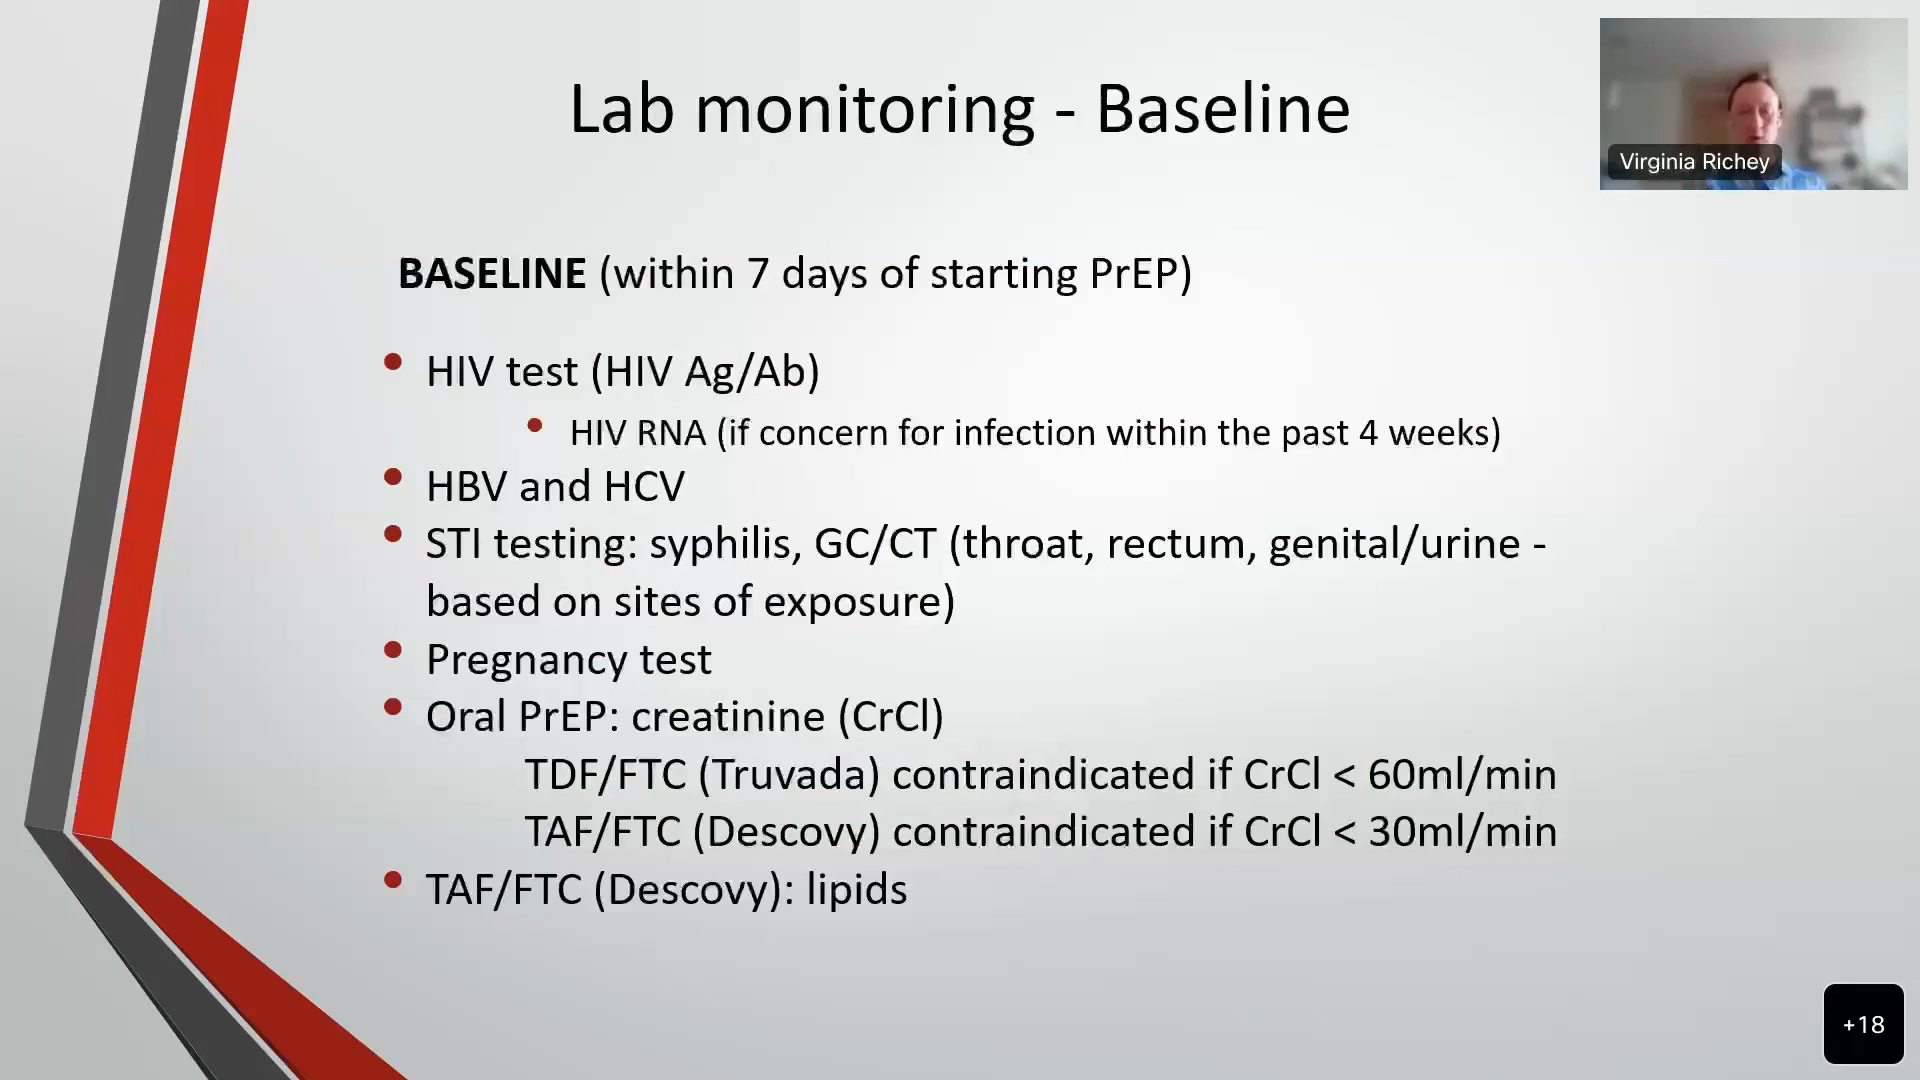 Lab monitoring - Baseline
Virginia Richey
BASELINE (within 7 days of starting PrEP)
• HIV test (HIV Ag/Ab)
• HIV RNA (if concern for infection within the past 4 weeks)
• HBV and HCV
• STI testing: syphilis, GC/CT (throat, rectum, genital/urine -
based on sites of exposure)
• Pregnancy test
• Oral PrEP: creatinine (CrCl)
TDF/FTC (Truvada) contraindicated if CrCl < 60ml/min
TAF/FTC (Descovy) contraindicated if CrCl < 30ml/min
• TAF/FTC (Descovy): lipids
+18